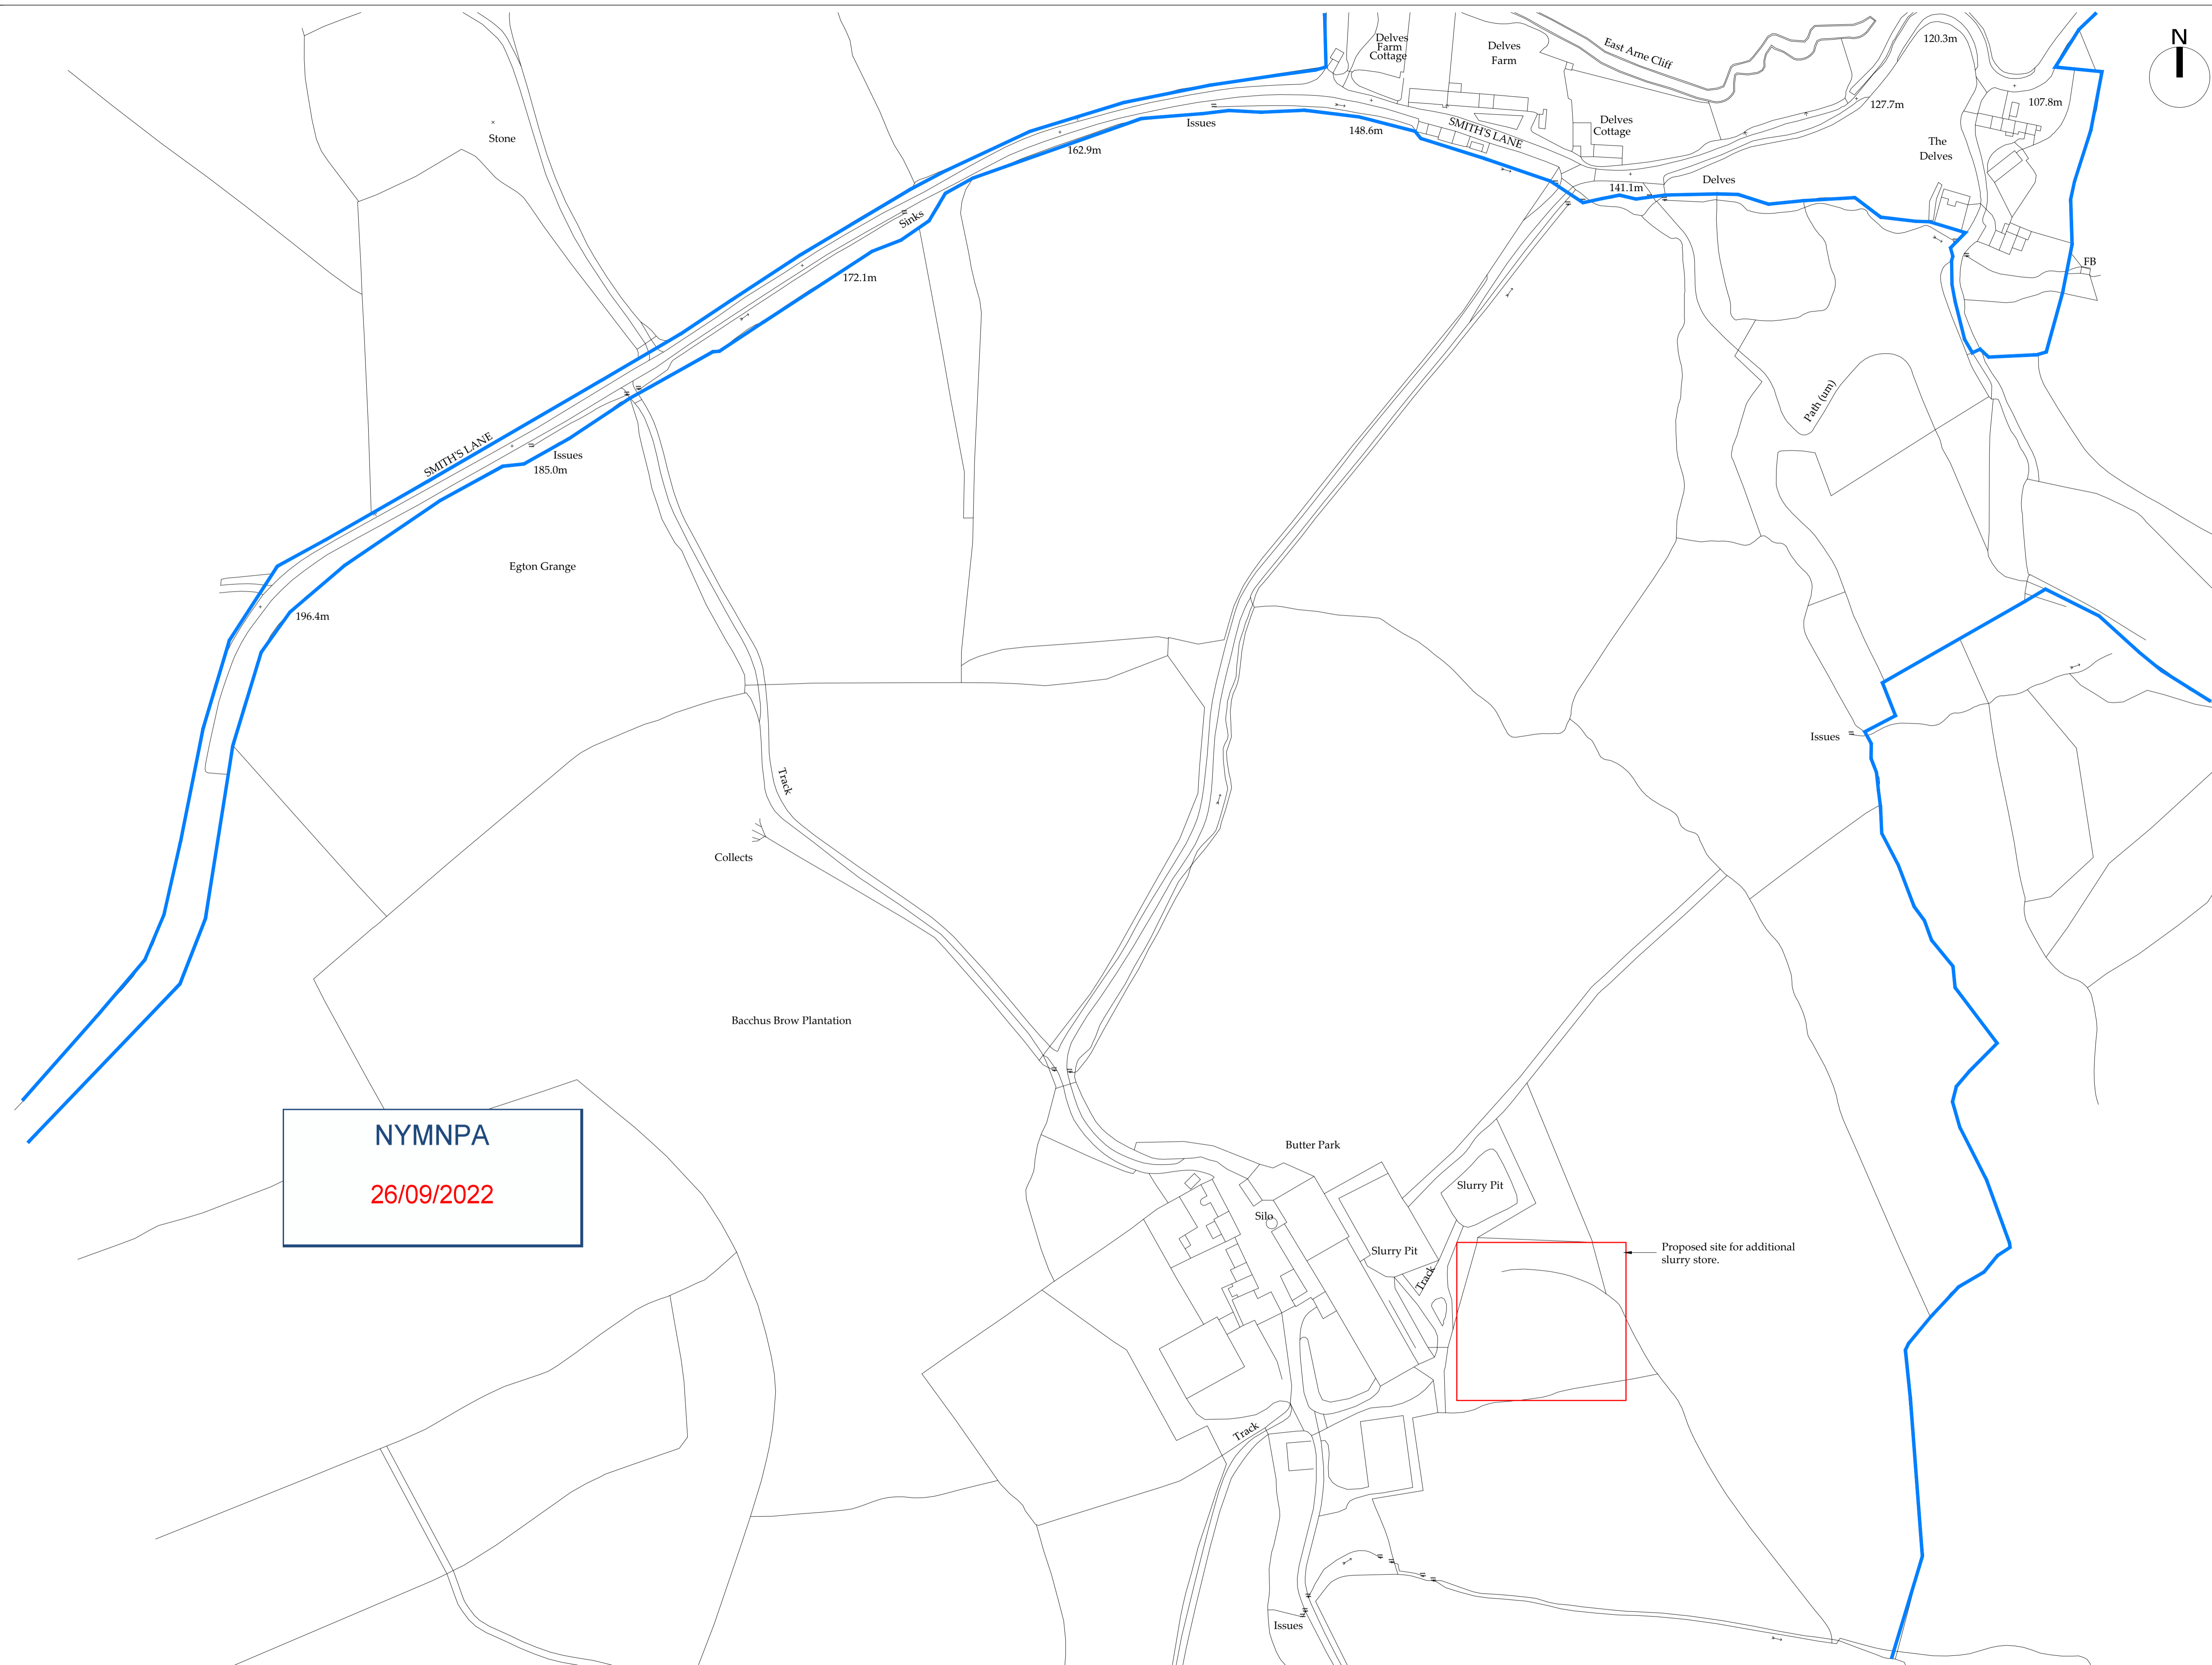 N
Delves
Farm
Cottage
Delves
Farm
East Arne Cliff
120.3m
107.8m
127.7m
The
Delves
Delves
Cottage
SMITH'S LANE
148.6m
Issues
162.9m
Stone
141.1m
Delves
Sinks
172.1m
FB
Path (um)
SMITH'S LANE
Issues
185.0m
Egton Grange
196.4m
Issues
Track
Collects
Bacchus Brow Plantation
NYMNPA
26/09/2022
Butter Park
Slurry Pit
Silo
Slurry Pit
Track
Proposed site for additional
slurry store.
Track
Issues